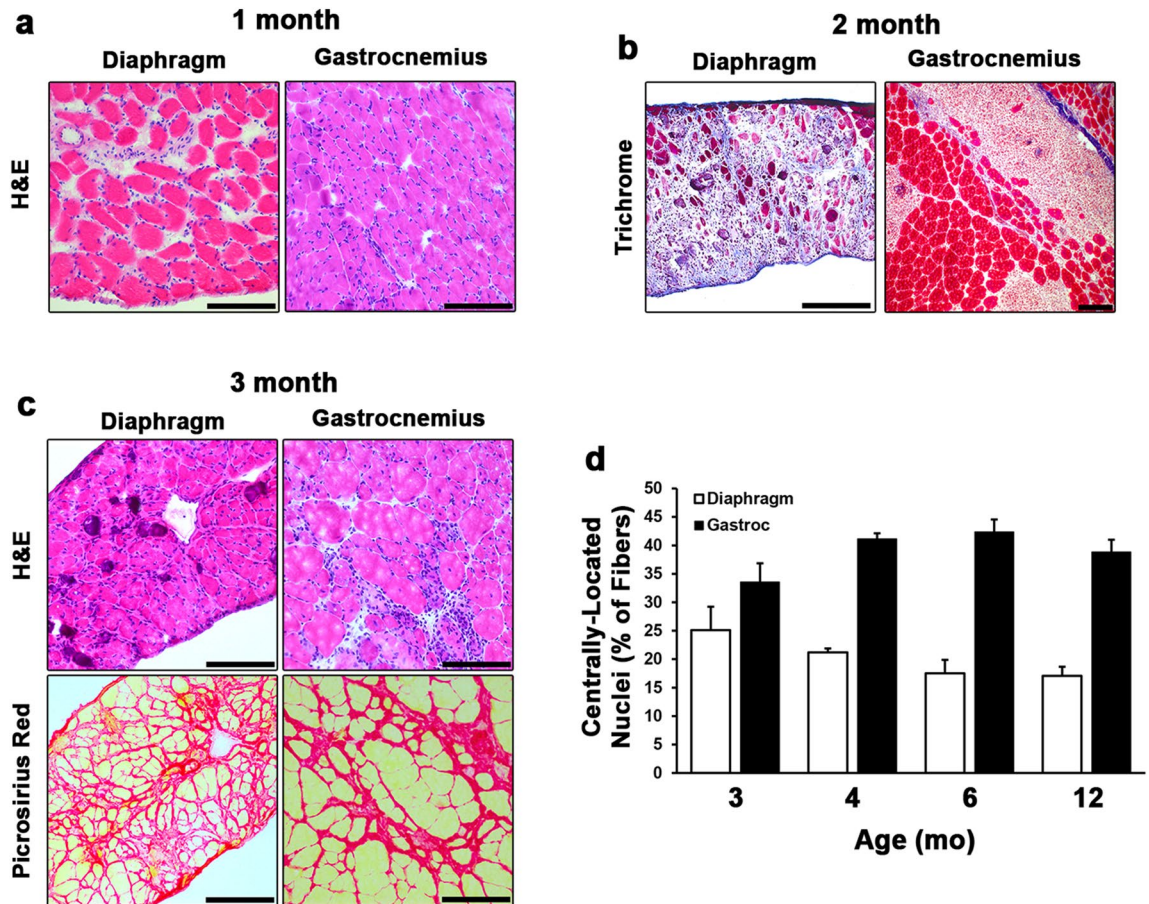 a
1 month
Diaphragm Gastrocnemius
H&E
b
2 month
Diaphragm Gastrocnemius
Trichrome
c
3 month
Diaphragm Gastrocnemius
H&E
Picrosirius Red
d
Centrally-Located
Nuclei (% of Fibers)
50
45
40
35
30
25
20
15
10
5
0
Diaphragm
Gastroc
3 4 6 12
Age (mo)